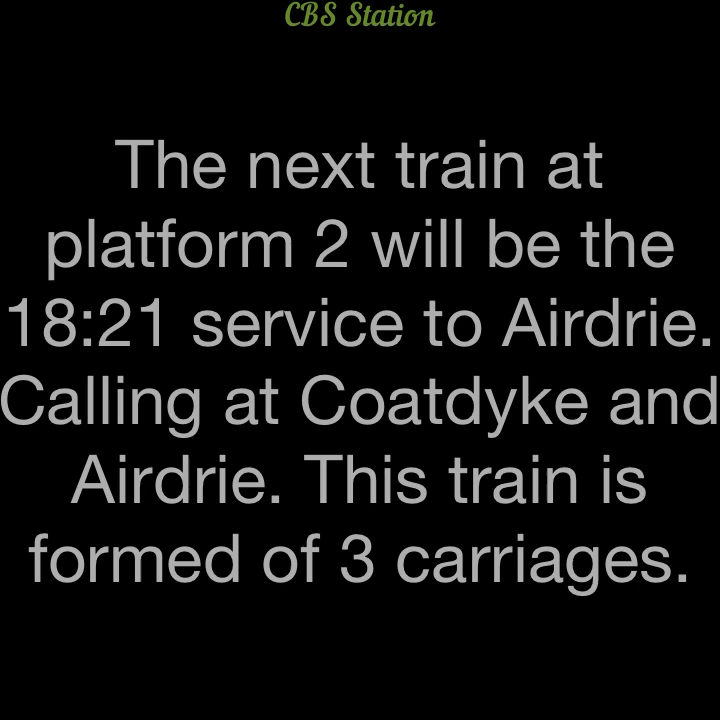 CBS Station
The next train at
platform 2 will be the
18:21 service to Airdrie.
Calling at Coatdyke and
Airdrie. This train is
formed of 3 carriages.